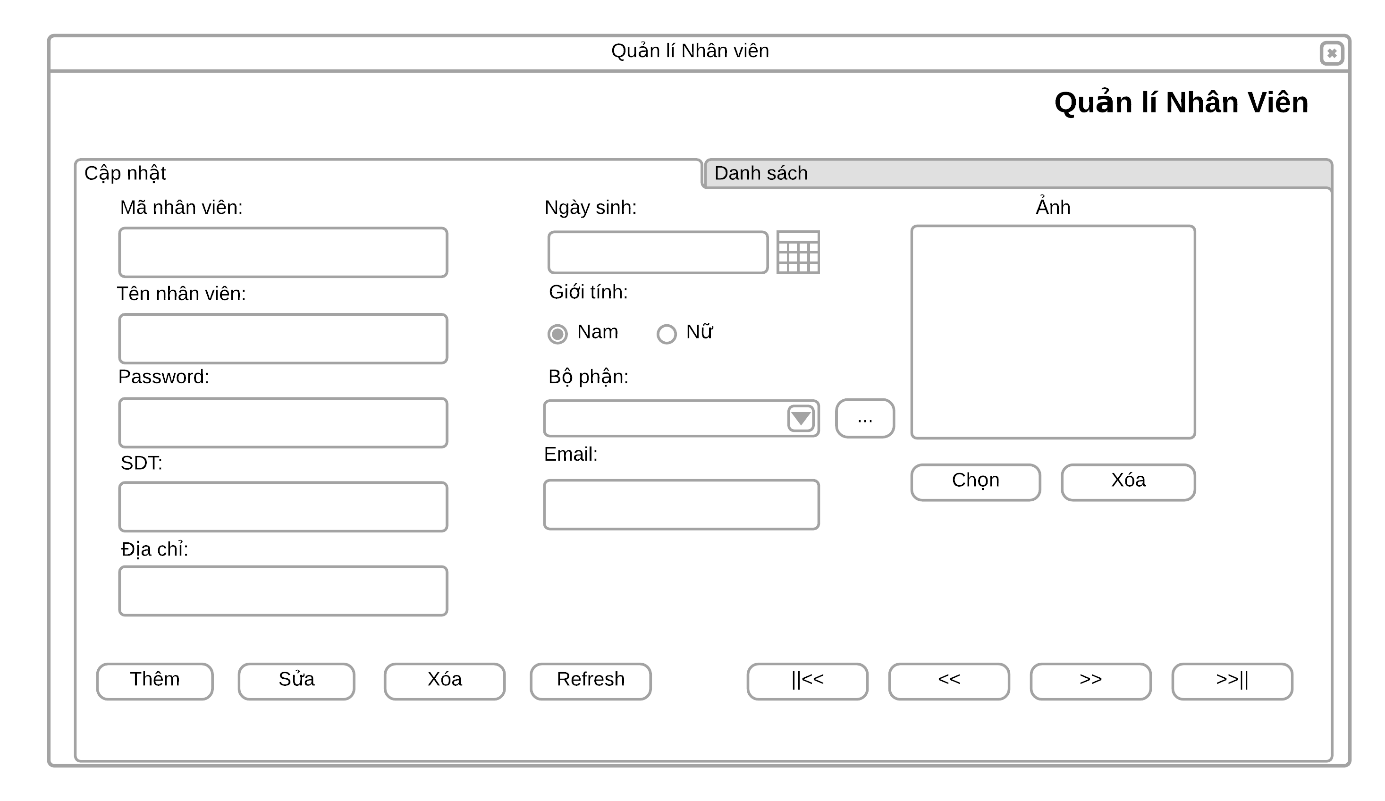 Quản lí Nhân viên
Quản lí Nhân Viên
Cập nhật
Danh sách
Mã nhân viên:
Tên nhân viên:
Password:
SDT:
Địa chỉ:
Ngày sinh:
Giới tính:
Nam
Nữ
Bộ phận:
...
Email:
Ảnh
Chọn
Xóa
Thêm
Sửa
Xóa
Refresh
||<<
<<
>>
>>||